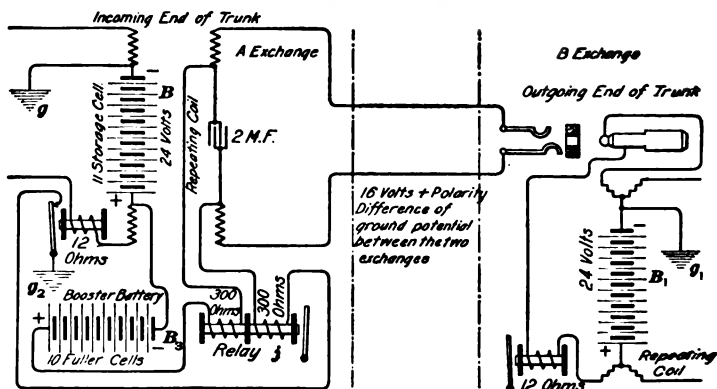 Incoming End of Trunk
A Exchange
B Exchange
Outgoing End of Trunk
g
-
B
11 Storage Cell.
24 Volts
+
Repeating Coil
2 M.F.
16 Volts + Polarity
Difference of
ground potential
between the two
exchanges
12
Ohms
g2
Booster Battery
+
B3
-
10 Fuller Cells
300
Ohms
300
Ohms
Relay
j
24 Volts
-
B1
+
g1
Repeating
Coil
12 Ohms